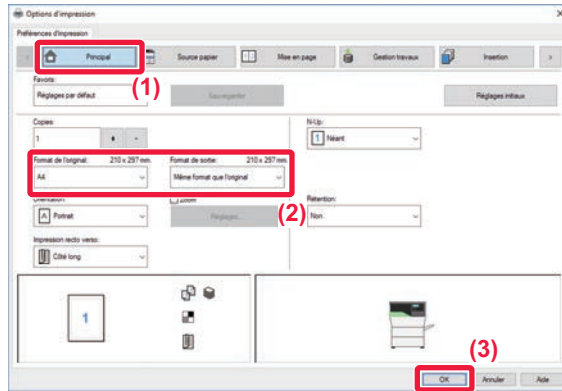 Options d'impression
Préférences d'impression
Principal Source papier Mise en page Gestion travaux Insertion
(1)
Favoris:
Réglages par défaut Sauvegarder Réglages initiaux
Copies: N-Up:
1 + - 1 Néant
Format de l'original: 210 x 297 mm. Format de sortie: 210 x 297 mm.
A4 Même format que l'original
(2)
Orientation: Zoom Rétention:
A Portrait Réglages... Non
Impression recto verso:
Côté long
1
(3)
OK Annuler Aide